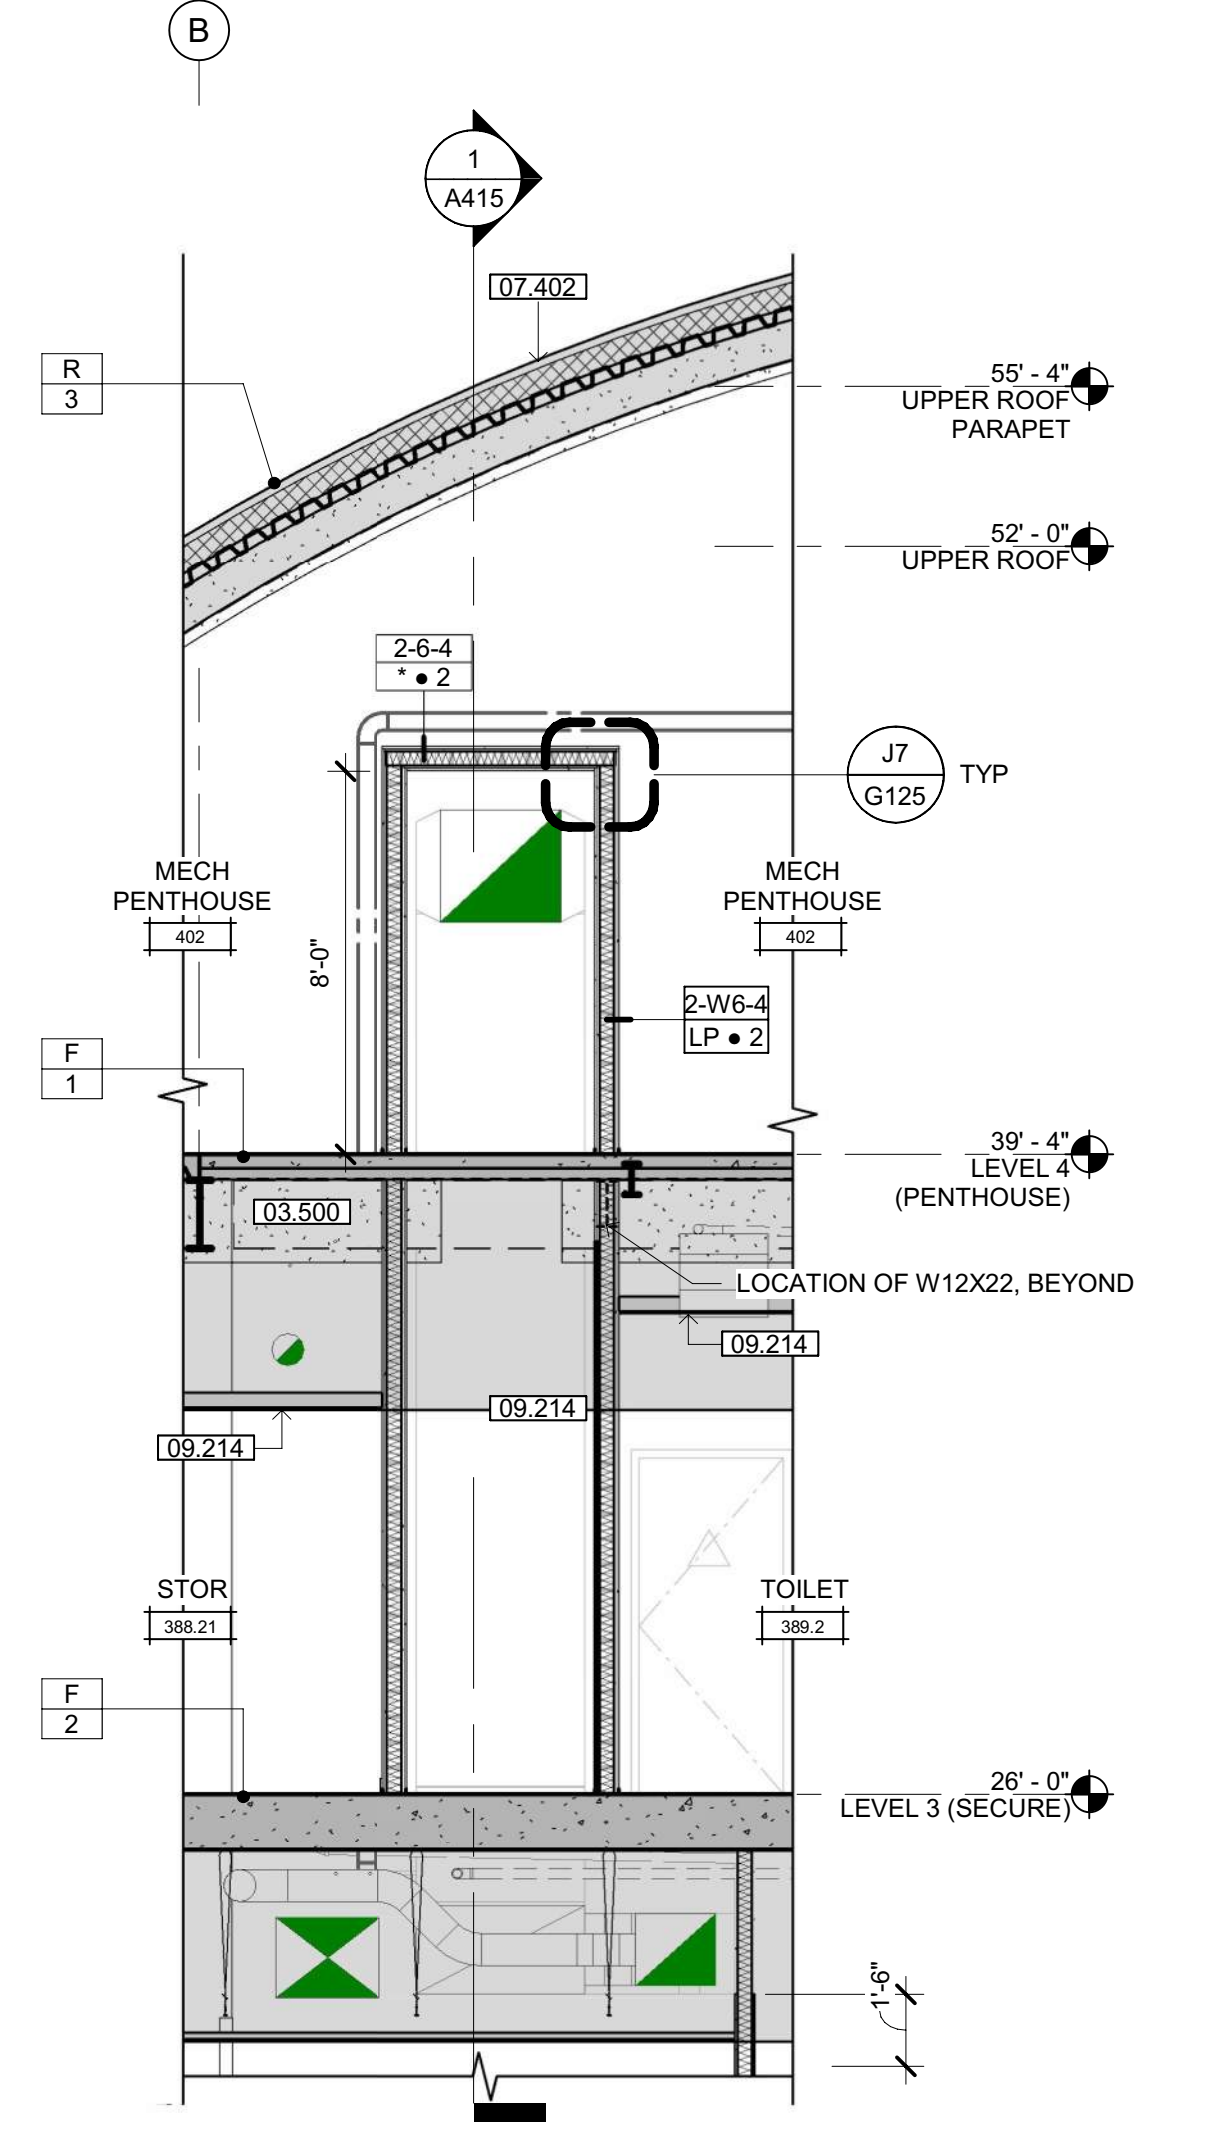 B
1
A415
07.402
R
3
55' - 4"
UPPER ROOF
PARAPET
52' - 0"
UPPER ROOF
2-6-4
* ● 2
J7
G125
TYP
MECH
PENTHOUSE
402
MECH
PENTHOUSE
402
8'-0"
2-W6-4
LP ● 2
F
1
39' - 4"
LEVEL 4
(PENTHOUSE)
03.500
LOCATION OF W12X22, BEYOND
09.214
09.214
09.214
STOR
388.21
TOILET
389.2
F
2
26' - 0"
LEVEL 3 (SECURE)
1'-6"